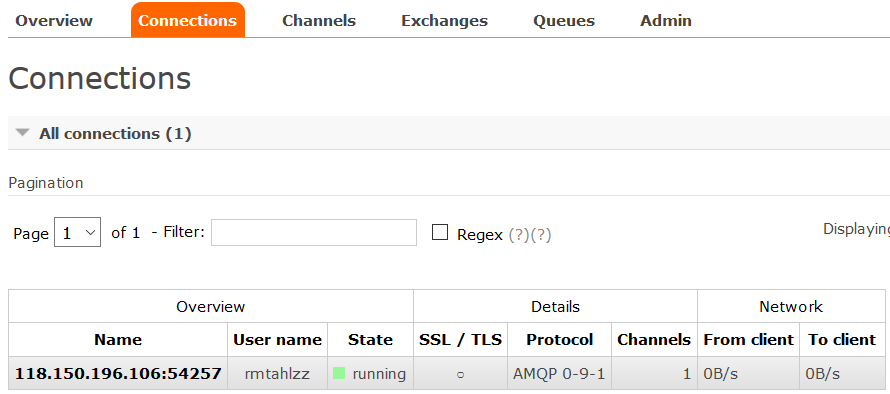 Overview Connections Channels Exchanges Queues Admin
Connections
All connections (1)
Pagination
Page 1 of 1 - Filter: Regex (?)(?) Displaying
Overview Details Network
Name User name State SSL / TLS Protocol Channels From client To client
118.150.196.106:54257 rmtahlzz running ○ AMQP 0-9-1 1 0B/s 0B/s